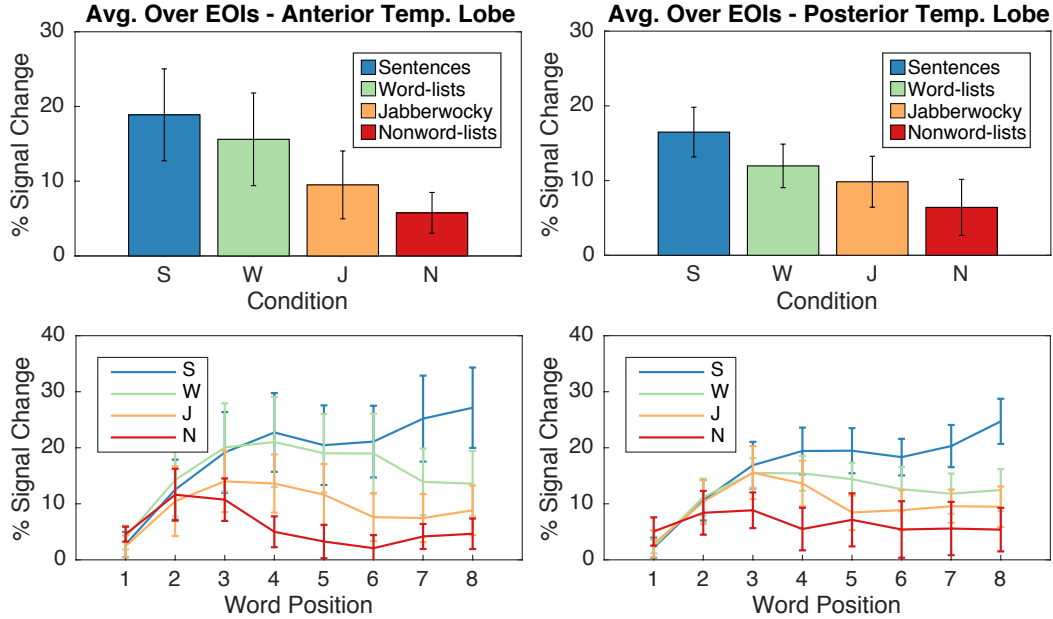 Avg. Over EOIs - Anterior Temp. Lobe
30
20
10
0
% Signal Change
Sentences
Word-lists
Jabberwocky
Nonword-lists
S W J N
Condition
Avg. Over EOIs - Posterior Temp. Lobe
30
20
10
0
% Signal Change
Sentences
Word-lists
Jabberwocky
Nonword-lists
S W J N
Condition
40
30
20
10
0
% Signal Change
S
W
J
N
1 2 3 4 5 6 7 8
Word Position
40
30
20
10
0
% Signal Change
S
W
J
N
1 2 3 4 5 6 7 8
Word Position